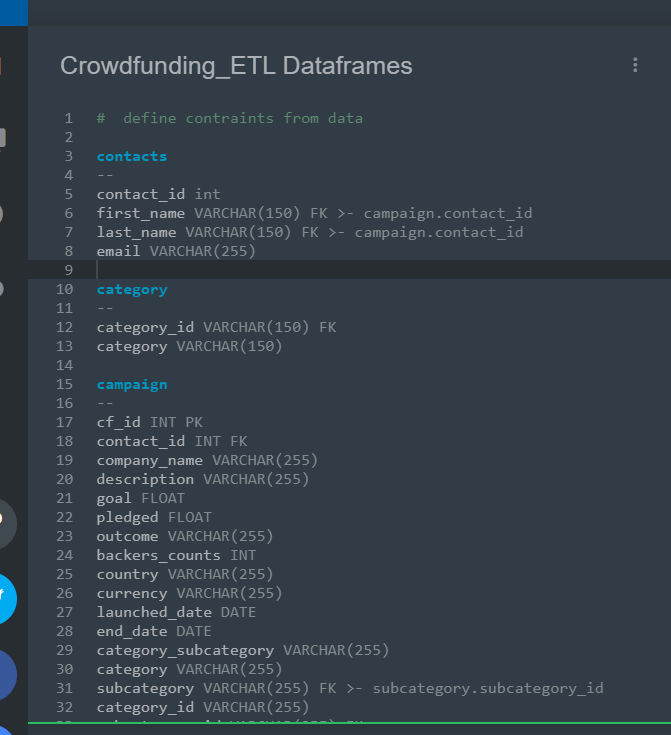 Crowdfunding_ETL Dataframes
1 # define contraints from data
2
3 contacts
4 --
5 contact_id int
6 first_name VARCHAR(150) FK >- campaign.contact_id
7 last_name VARCHAR(150) FK >- campaign.contact_id
8 email VARCHAR(255)
9
10 category
11 --
12 category_id VARCHAR(150) FK
13 category VARCHAR(150)
14
15 campaign
16 --
17 cf_id INT PK
18 contact_id INT FK
19 company_name VARCHAR(255)
20 description VARCHAR(255)
21 goal FLOAT
22 pledged FLOAT
23 outcome VARCHAR(255)
24 backers_counts INT
25 country VARCHAR(255)
26 currency VARCHAR(255)
27 launched_date DATE
28 end_date DATE
29 category_subcategory VARCHAR(255)
30 category VARCHAR(255)
31 subcategory VARCHAR(255) FK >- subcategory.subcategory_id
32 category_id VARCHAR(255)